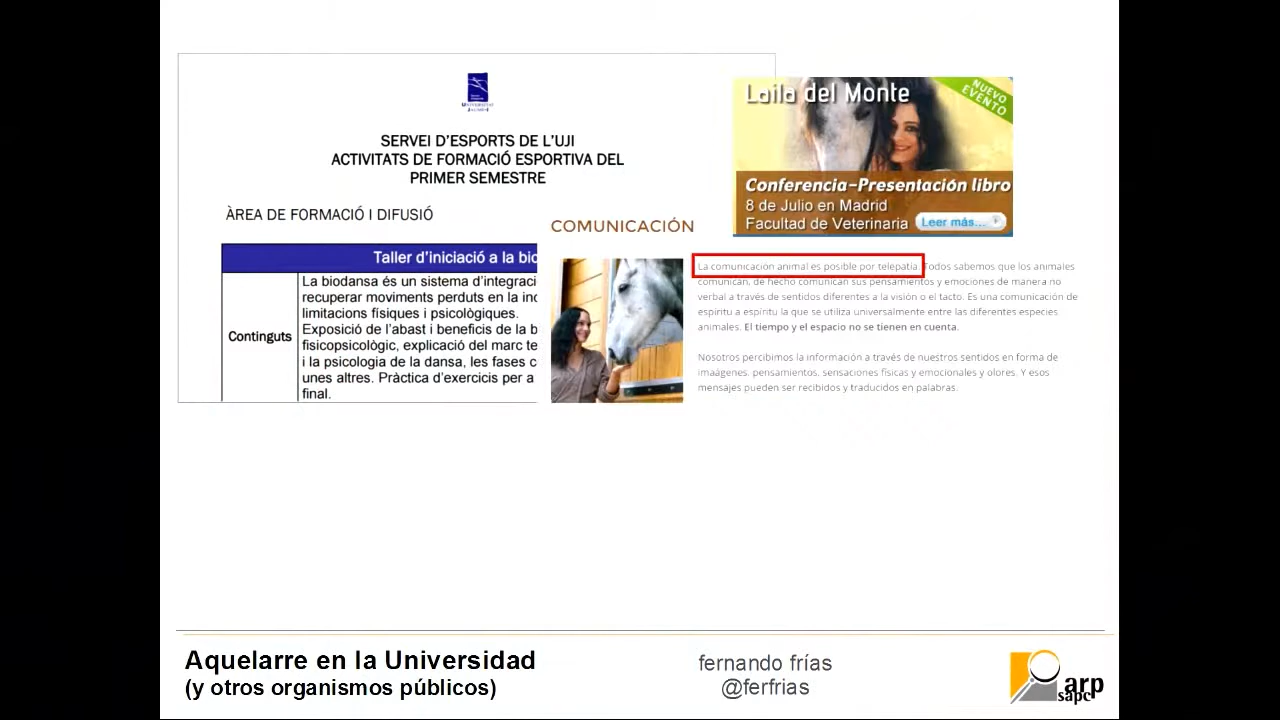 UNIVERSITAT
JAUME·I
SERVEI D'ESPORTS DE L'UJI
ACTIVITATS DE FORMACIÓ ESPORTIVA DEL
PRIMER SEMESTRE
ÀREA DE FORMACIÓ I DIFUSIÓ
Taller d'iniciació a la bio
Continguts
La biodansa és un sistema d'integraci
recuperar moviments perduts en la inc
limitacions físiques i psicològiques.
Exposició de l'abast i beneficis de la b
fisicopsicològic, explicació del marc te
i la psicologia de la dansa, les fases c
unes altres. Pràctica d'exercicis per a
final.
Laila del Monte
NUEVO
EVENTO
Conferencia-Presentación libro
8 de Julio en Madrid
Facultad de Veterinaria
Leer más...
COMUNICACIÓN
La comunicación animal es posible por telepatía. Todos sabemos que los animales
comunican, de hecho comunican sus pensamientos y emociones de manera no
verbal a través de sentidos diferentes a la visión o el tacto. Es una comunicación de
espíritu a espíritu la que se utiliza universalmente entre las diferentes especies
animales. El tiempo y el espacio no se tienen en cuenta.
Nosotros percibimos la información a través de nuestros sentidos en forma de
imaágenes, pensamientos, sensaciones físicas y emocionales y olores. Y esos
mensajes pueden ser recibidos y traducidos en palabras.
Aquelarre en la Universidad
(y otros organismos públicos)
fernando frías
@ferfrias
arp
sapc